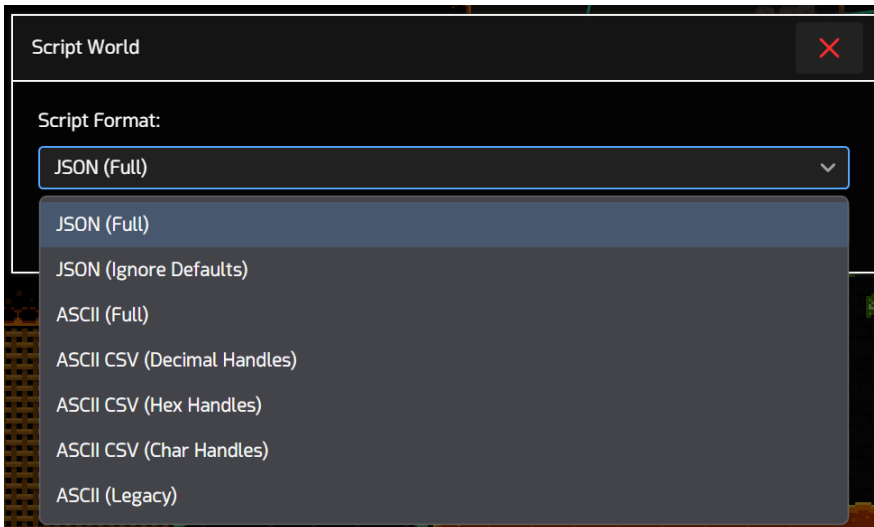 Script World
Script Format:
JSON (Full)
JSON (Full)
JSON (Ignore Defaults)
ASCII (Full)
ASCII CSV (Decimal Handles)
ASCII CSV (Hex Handles)
ASCII CSV (Char Handles)
ASCII (Legacy)